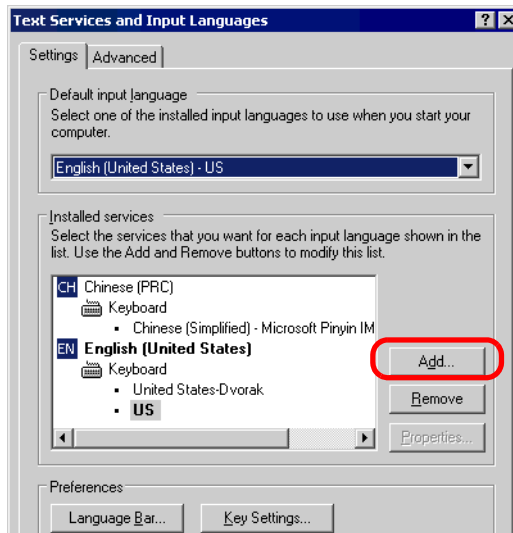 Text Services and Input Languages
Settings
Advanced
Default input language
Select one of the installed input languages to use when you start your
computer.
English (United States) - US
Installed services
Select the services that you want for each input language shown in the
list. Use the Add and Remove buttons to modify this list.
CH Chinese (PRC)
Keyboard
• Chinese (Simplified) - Microsoft Pinyin IM
EN English (United States)
Keyboard
• United States-Dvorak
• US
Add...
Remove
Properties...
Preferences
Language Bar...
Key Settings...